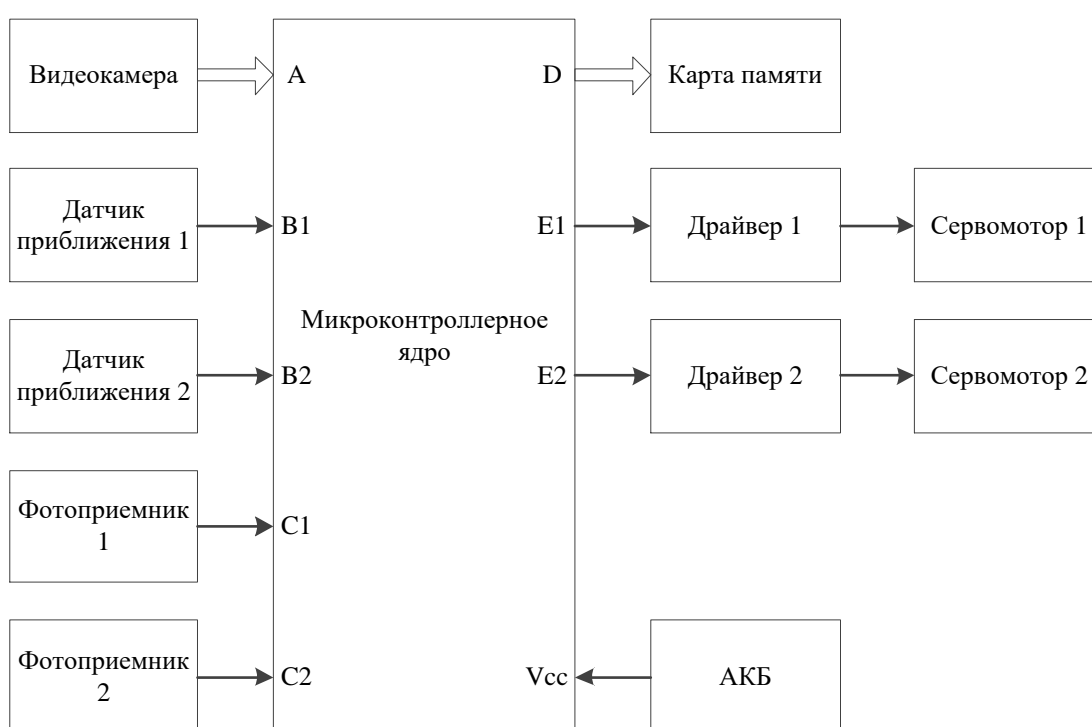 Видеокамера
A
D
Карта памяти
Датчик
приближения 1
B1
E1
Драйвер 1
Сервомотор 1
Микроконтроллерное
ядро
Датчик
приближения 2
B2
E2
Драйвер 2
Сервомотор 2
Фотоприемник
1
C1
Фотоприемник
2
C2
Vcc
АКБ